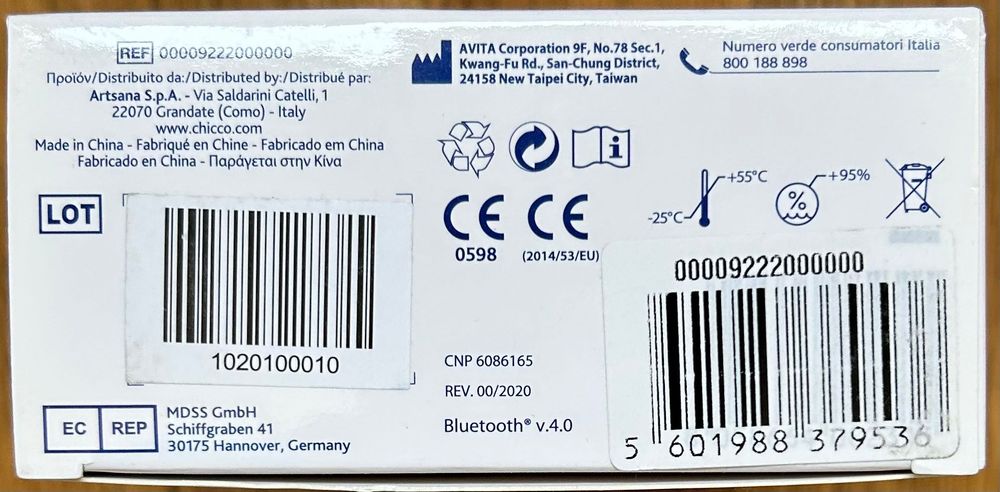 REF 00009222000000
Προϊόν/Distribuito da:/Distributed by:/Distribué par:
Artsana S.p.A. - Via Saldarini Catelli, 1
22070 Grandate (Como) - Italy
www.chicco.com
Made in China - Fabriqué en Chine - Fabricado em China
Fabricado en China - Παράγεται στην Κίνα
AVITA Corporation 9F, No.78 Sec.1,
Kwang-Fu Rd., San-Chung District,
24158 New Taipei City, Taiwan
Numero verde consumatori Italia
800 188 898
LOT
1020100010
EC REP
MDSS GmbH
Schiffgraben 41
30175 Hannover, Germany
CE CE
0598 (2014/53/EU)
-25°C +55°C
% +95%
CNP 6086165
REV. 00/2020
Bluetooth® v.4.0
00009222000000
5 601988 379536